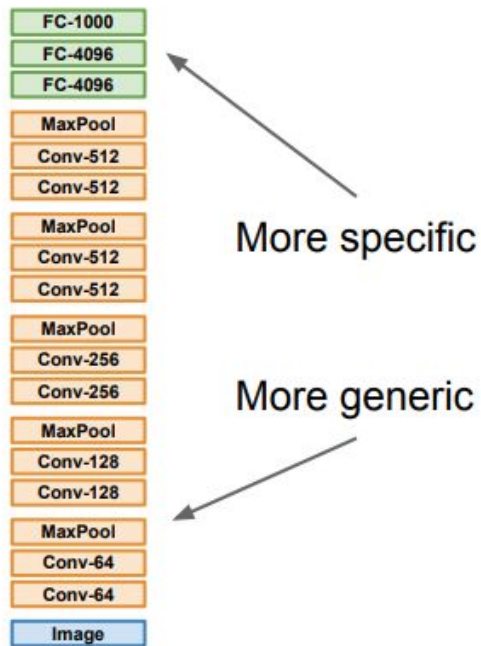 FC-1000
FC-4096
FC-4096
MaxPool
Conv-512
Conv-512
MaxPool
Conv-512
Conv-512
MaxPool
Conv-256
Conv-256
MaxPool
Conv-128
Conv-128
MaxPool
Conv-64
Conv-64
Image
More specific
More generic